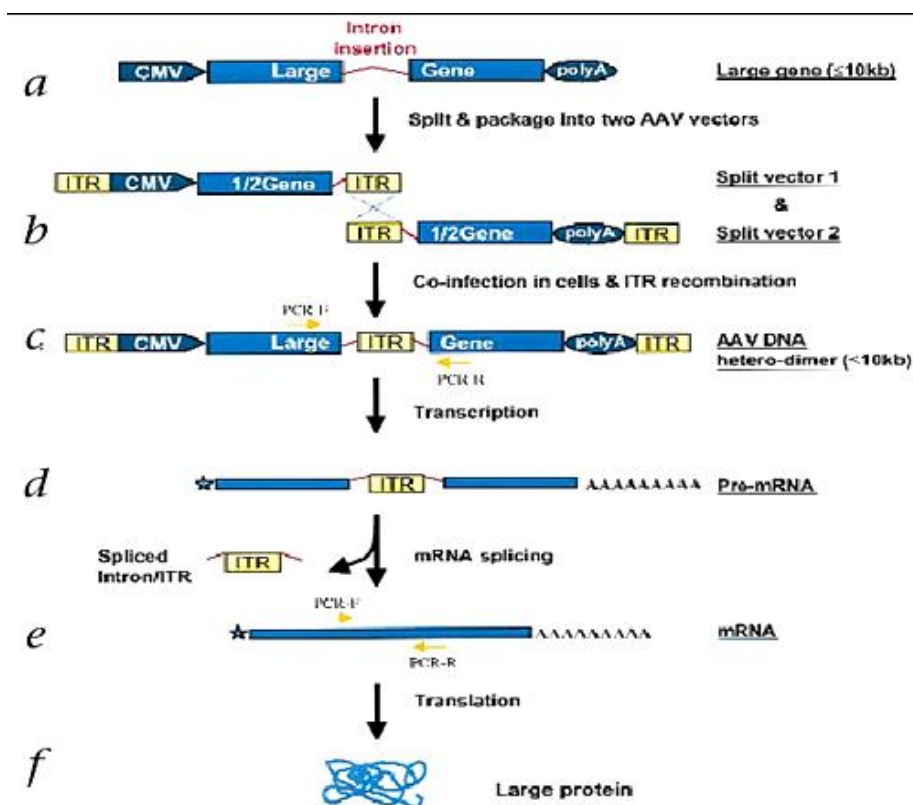 Intron
insertion
a CMV Large Gene polyA Large gene (≤10kb)
Split & package into two AAV vectors
ITR CMV 1/2Gene ITR Split vector 1
&
b ITR 1/2Gene polyA ITR Split vector 2
Co-infection in cells & ITR recombination
PCR-F
c ITR CMV Large ITR Gene polyA ITR AAV DNA
hetero-dimer (<10kb)
PCR-R
Transcription
d ITR AAAAAAAAA Pre-mRNA
Spliced
Intron/ITR
ITR
mRNA splicing
PCR-F
e AAAAAAAAA mRNA
PCR-R
Translation
f Large protein